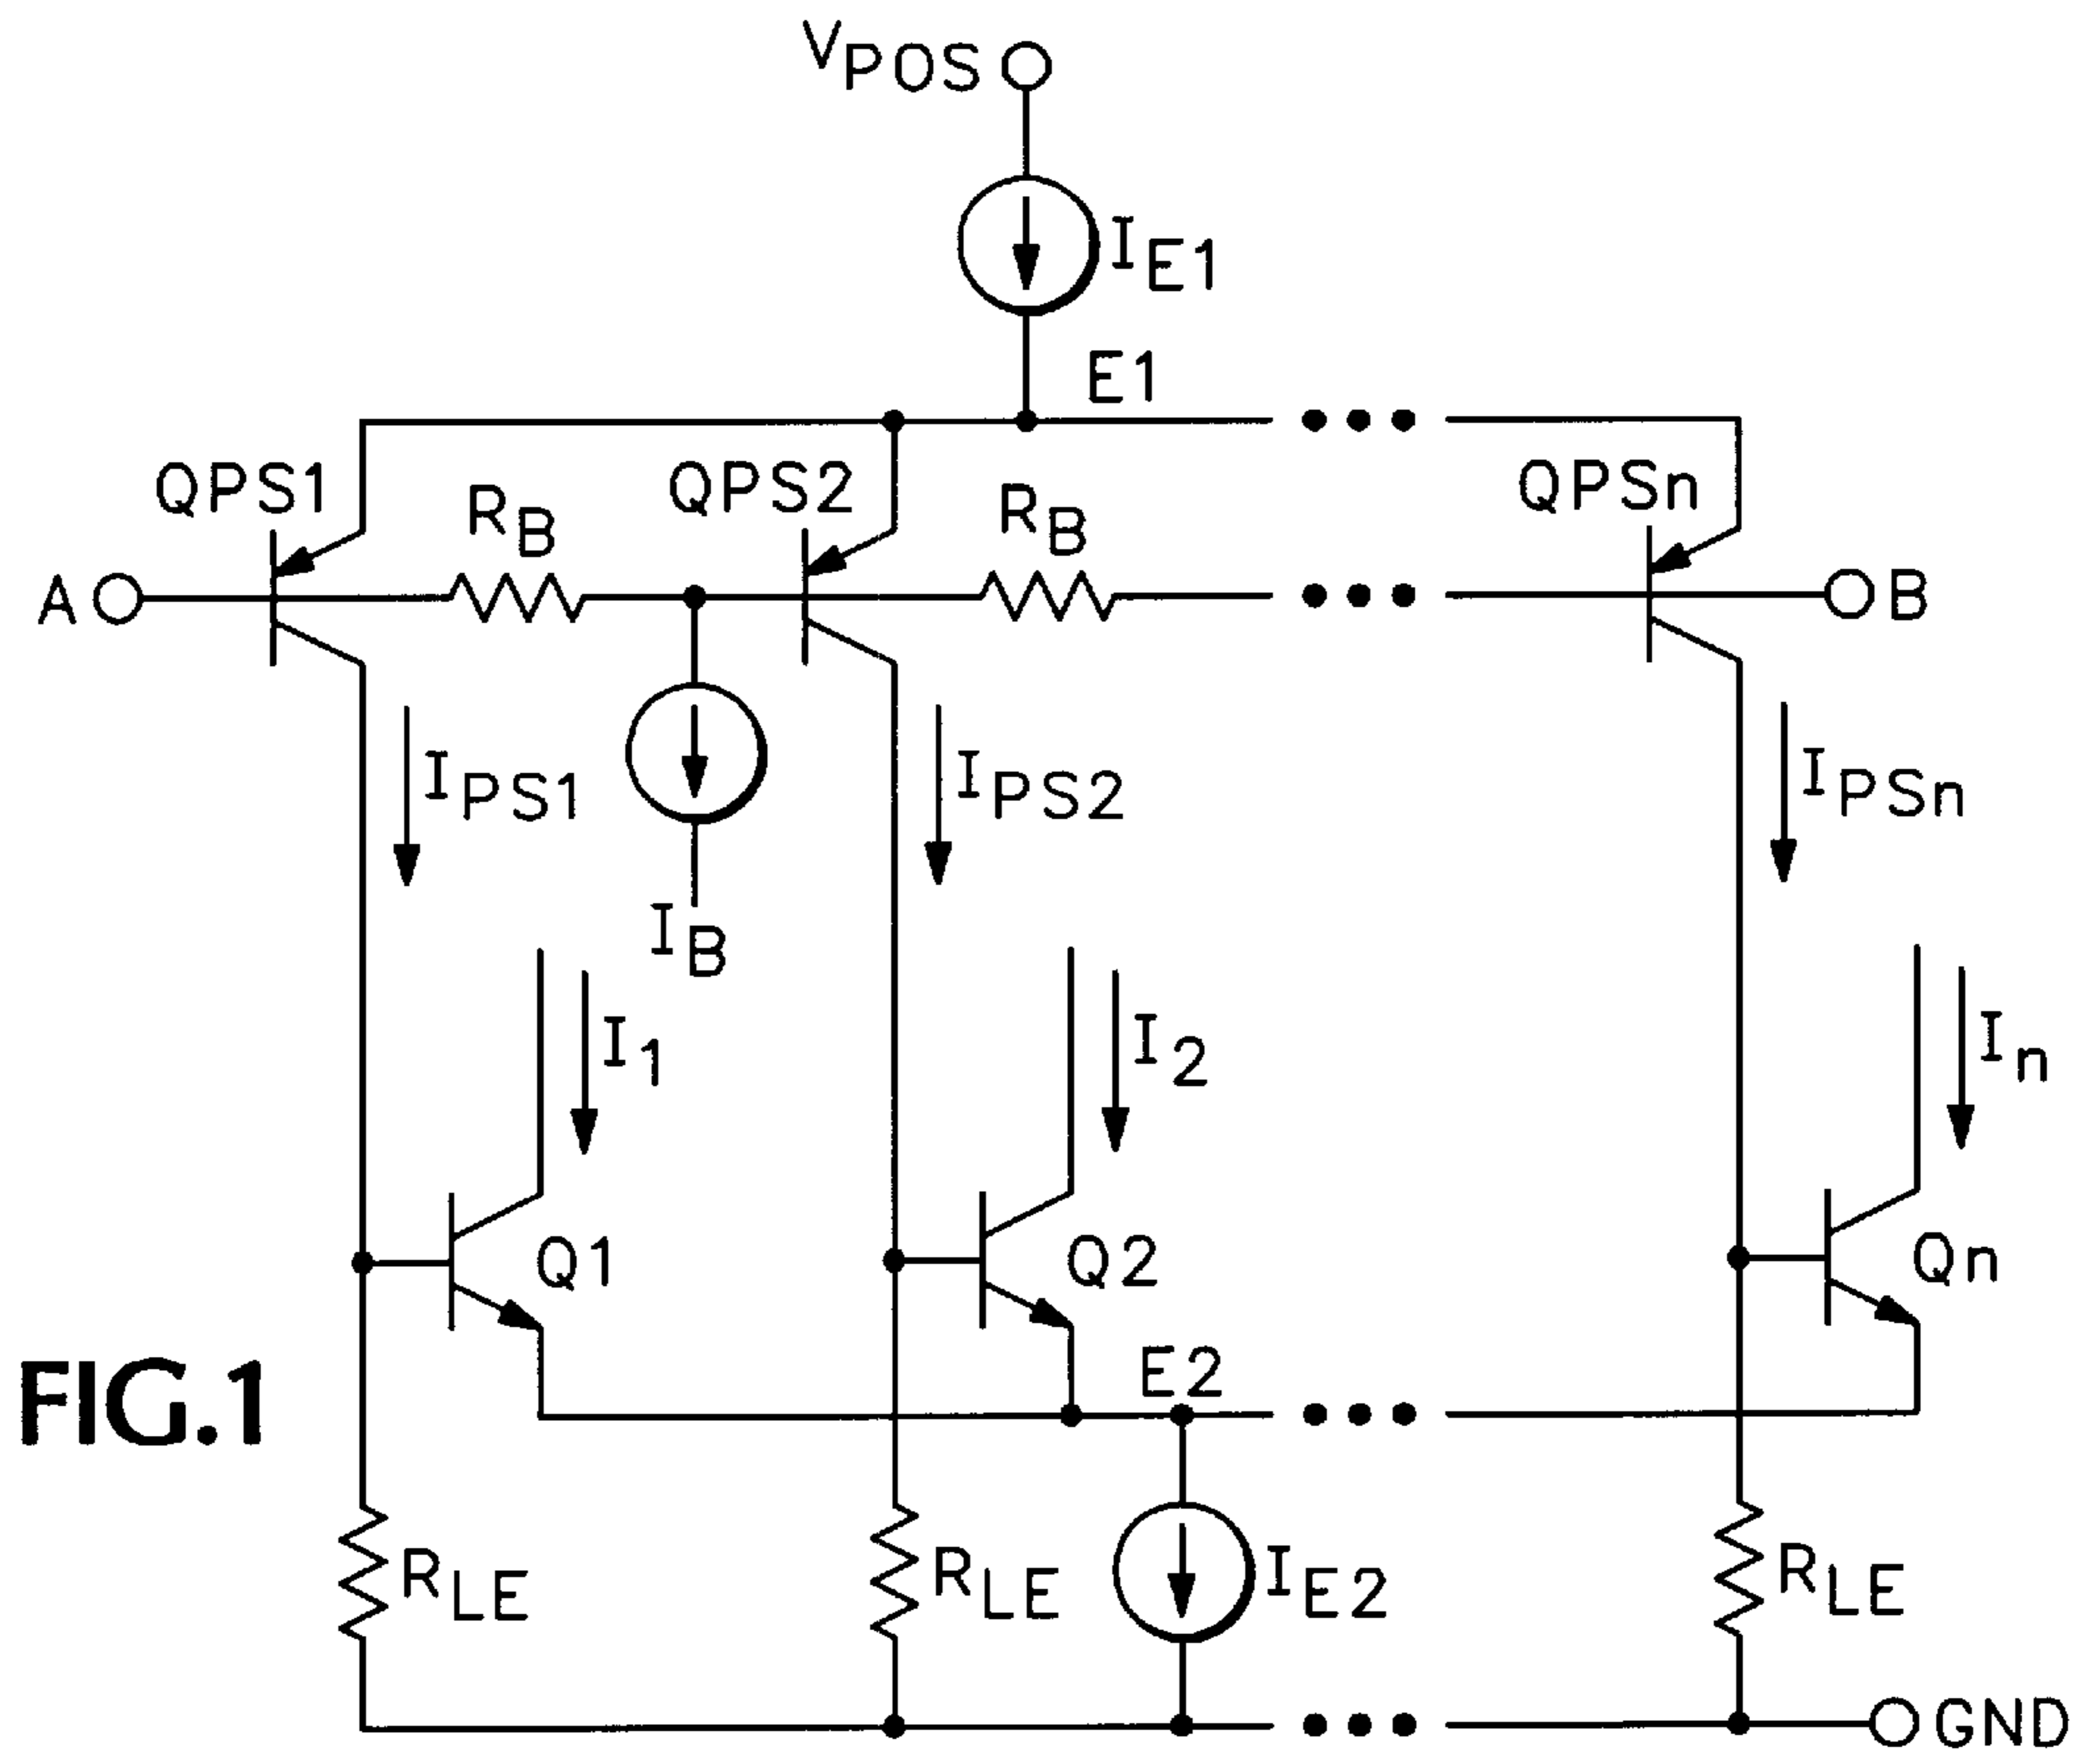 VPOS
IE1
E1
QPS1
RB
QPS2
RB
QPSn
A
B
IPS1
IPS2
IPSn
IB
I1
I2
In
Q1
Q2
Qn
E2
FIG.1
RLE
RLE
IE2
RLE
GND